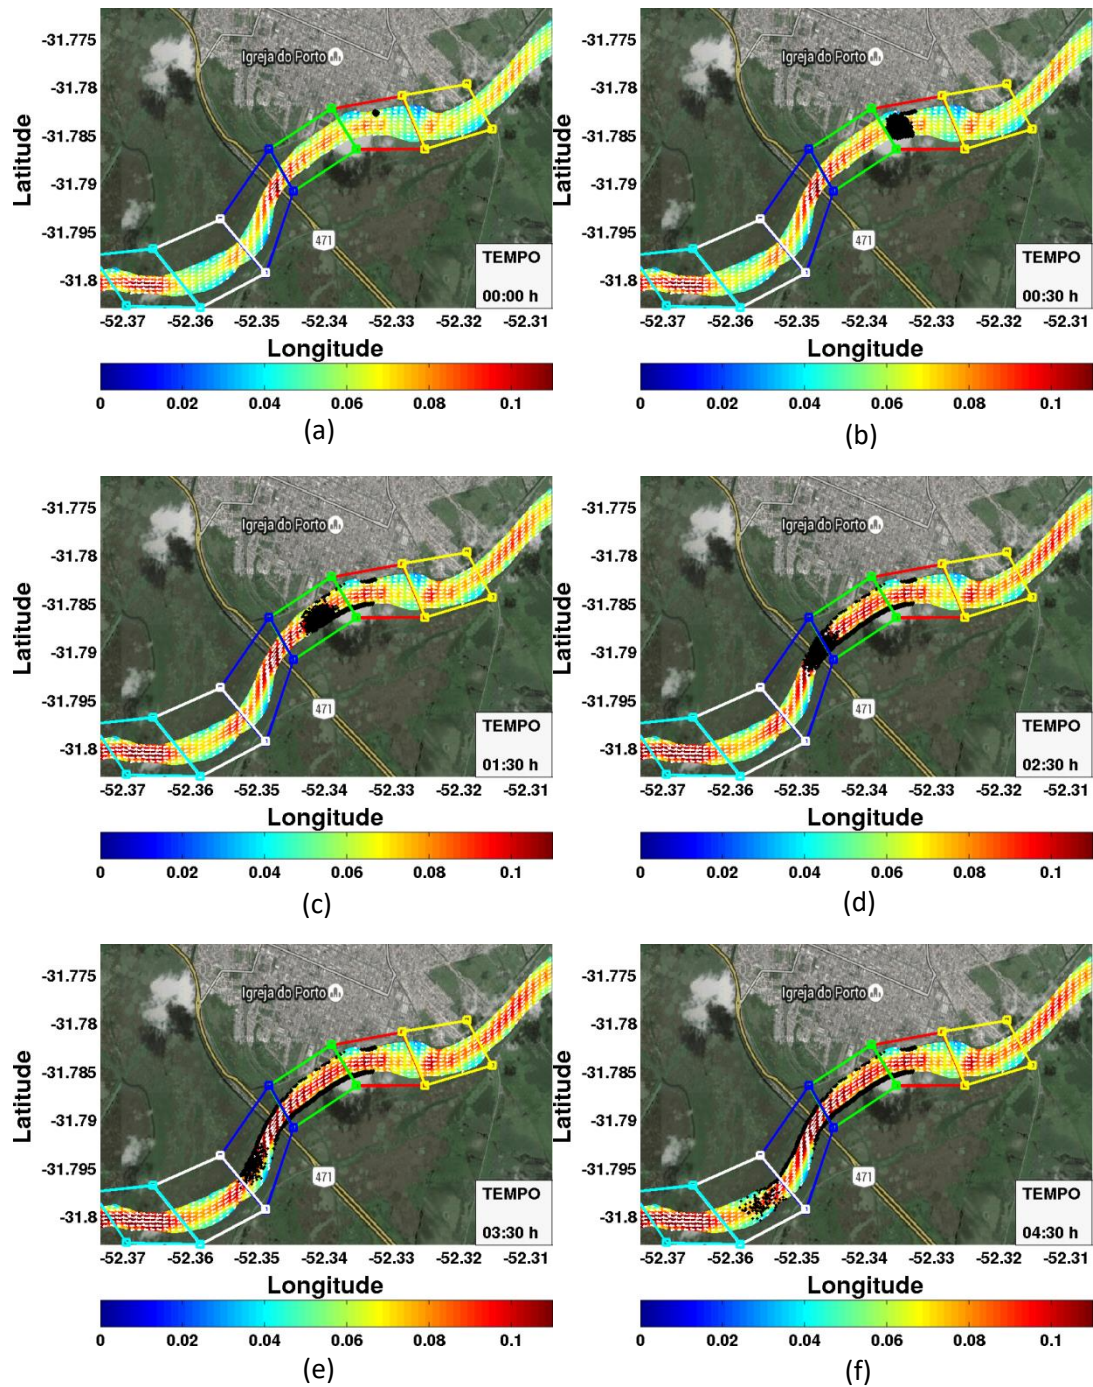 -31.775
-31.78
-31.785
-31.79
-31.795
-31.8
Latitude
Igreja do Porto
471
TEMPO
00:00 h
-52.37 -52.36 -52.35 -52.34 -52.33 -52.32 -52.31
Longitude
0 0.02 0.04 0.06 0.08 0.1
(a)
-31.775
-31.78
-31.785
-31.79
-31.795
-31.8
Latitude
Igreja do Porto
471
TEMPO
00:30 h
-52.37 -52.36 -52.35 -52.34 -52.33 -52.32 -52.31
Longitude
0 0.02 0.04 0.06 0.08 0.1
(b)
-31.775
-31.78
-31.785
-31.79
-31.795
-31.8
Latitude
Igreja do Porto
471
TEMPO
01:30 h
-52.37 -52.36 -52.35 -52.34 -52.33 -52.32 -52.31
Longitude
0 0.02 0.04 0.06 0.08 0.1
(c)
-31.775
-31.78
-31.785
-31.79
-31.795
-31.8
Latitude
Igreja do Porto
471
TEMPO
02:30 h
-52.37 -52.36 -52.35 -52.34 -52.33 -52.32 -52.31
Longitude
0 0.02 0.04 0.06 0.08 0.1
(d)
-31.775
-31.78
-31.785
-31.79
-31.795
-31.8
Latitude
Igreja do Porto
471
TEMPO
03:30 h
-52.37 -52.36 -52.35 -52.34 -52.33 -52.32 -52.31
Longitude
0 0.02 0.04 0.06 0.08 0.1
(e)
-31.775
-31.78
-31.785
-31.79
-31.795
-31.8
Latitude
Igreja do Porto
471
TEMPO
04:30 h
-52.37 -52.36 -52.35 -52.34 -52.33 -52.32 -52.31
Longitude
0 0.02 0.04 0.06 0.08 0.1
(f)